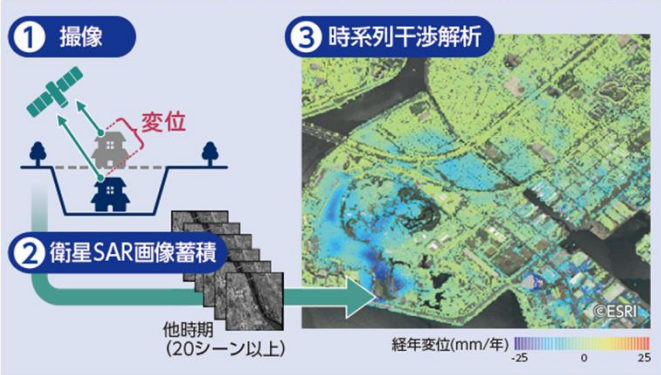 1 撮像
変位
2 衛星SAR画像蓄積
他時期
（20シーン以上）
3 時系列干渉解析
©ESRI
経年変位(mm/年)
-25 0 25